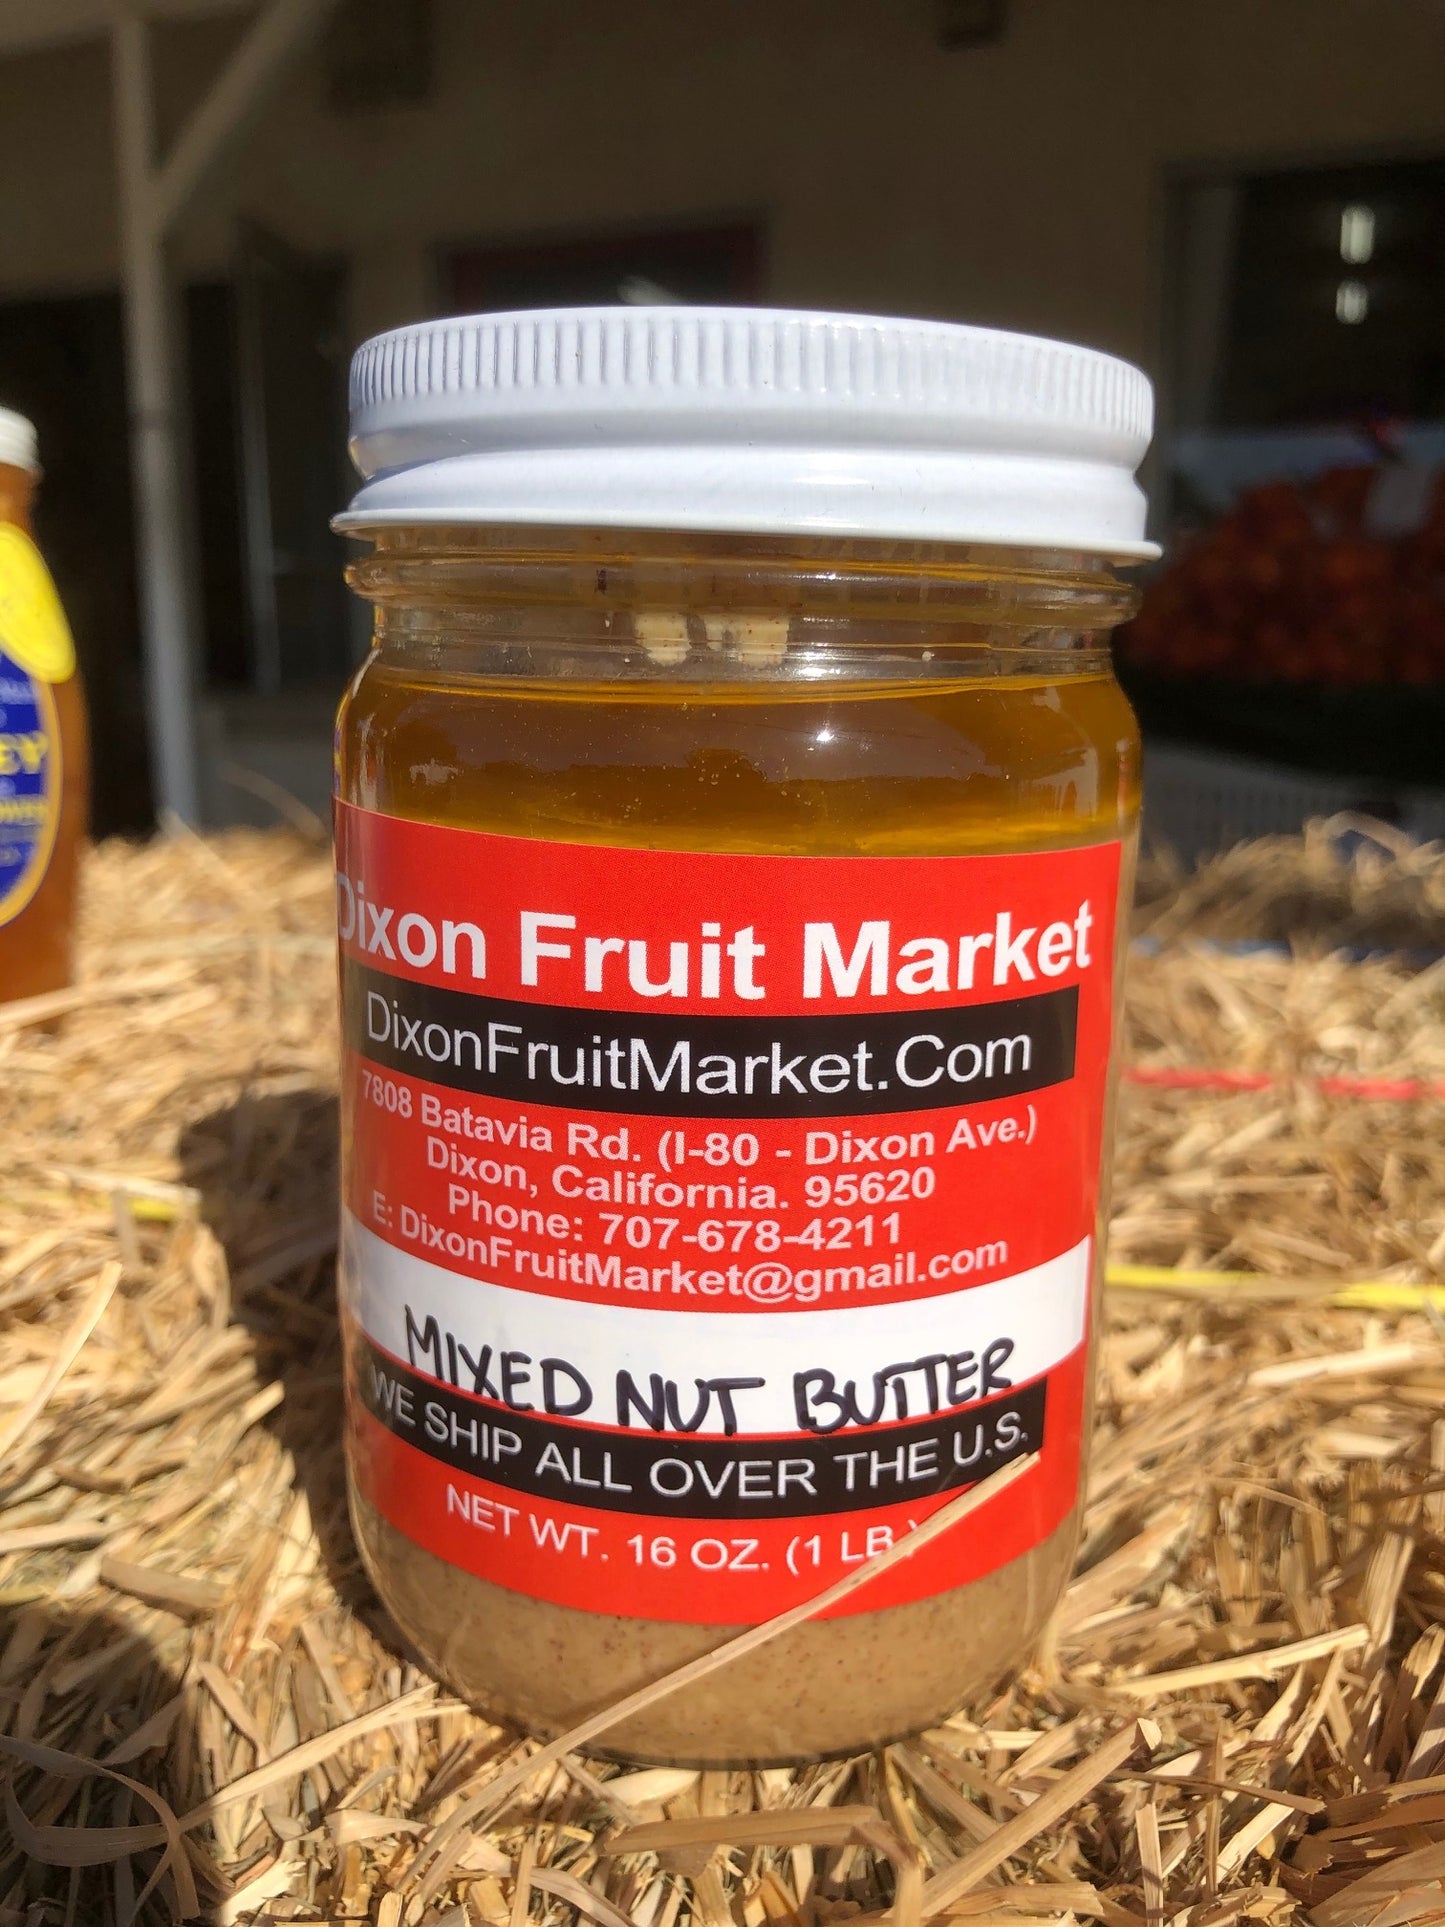 Dixon Fruit Market
DixonFruitMarket.Com
7808 Batavia Rd. (I-80 - Dixon Ave.)
Dixon, California. 95620
Phone: 707-678-4211
E: DixonFruitMarket@gmail.com
MIXED NUT BUTTER
WE SHIP ALL OVER THE U.S.
NET WT. 16 OZ. (1 LB.)